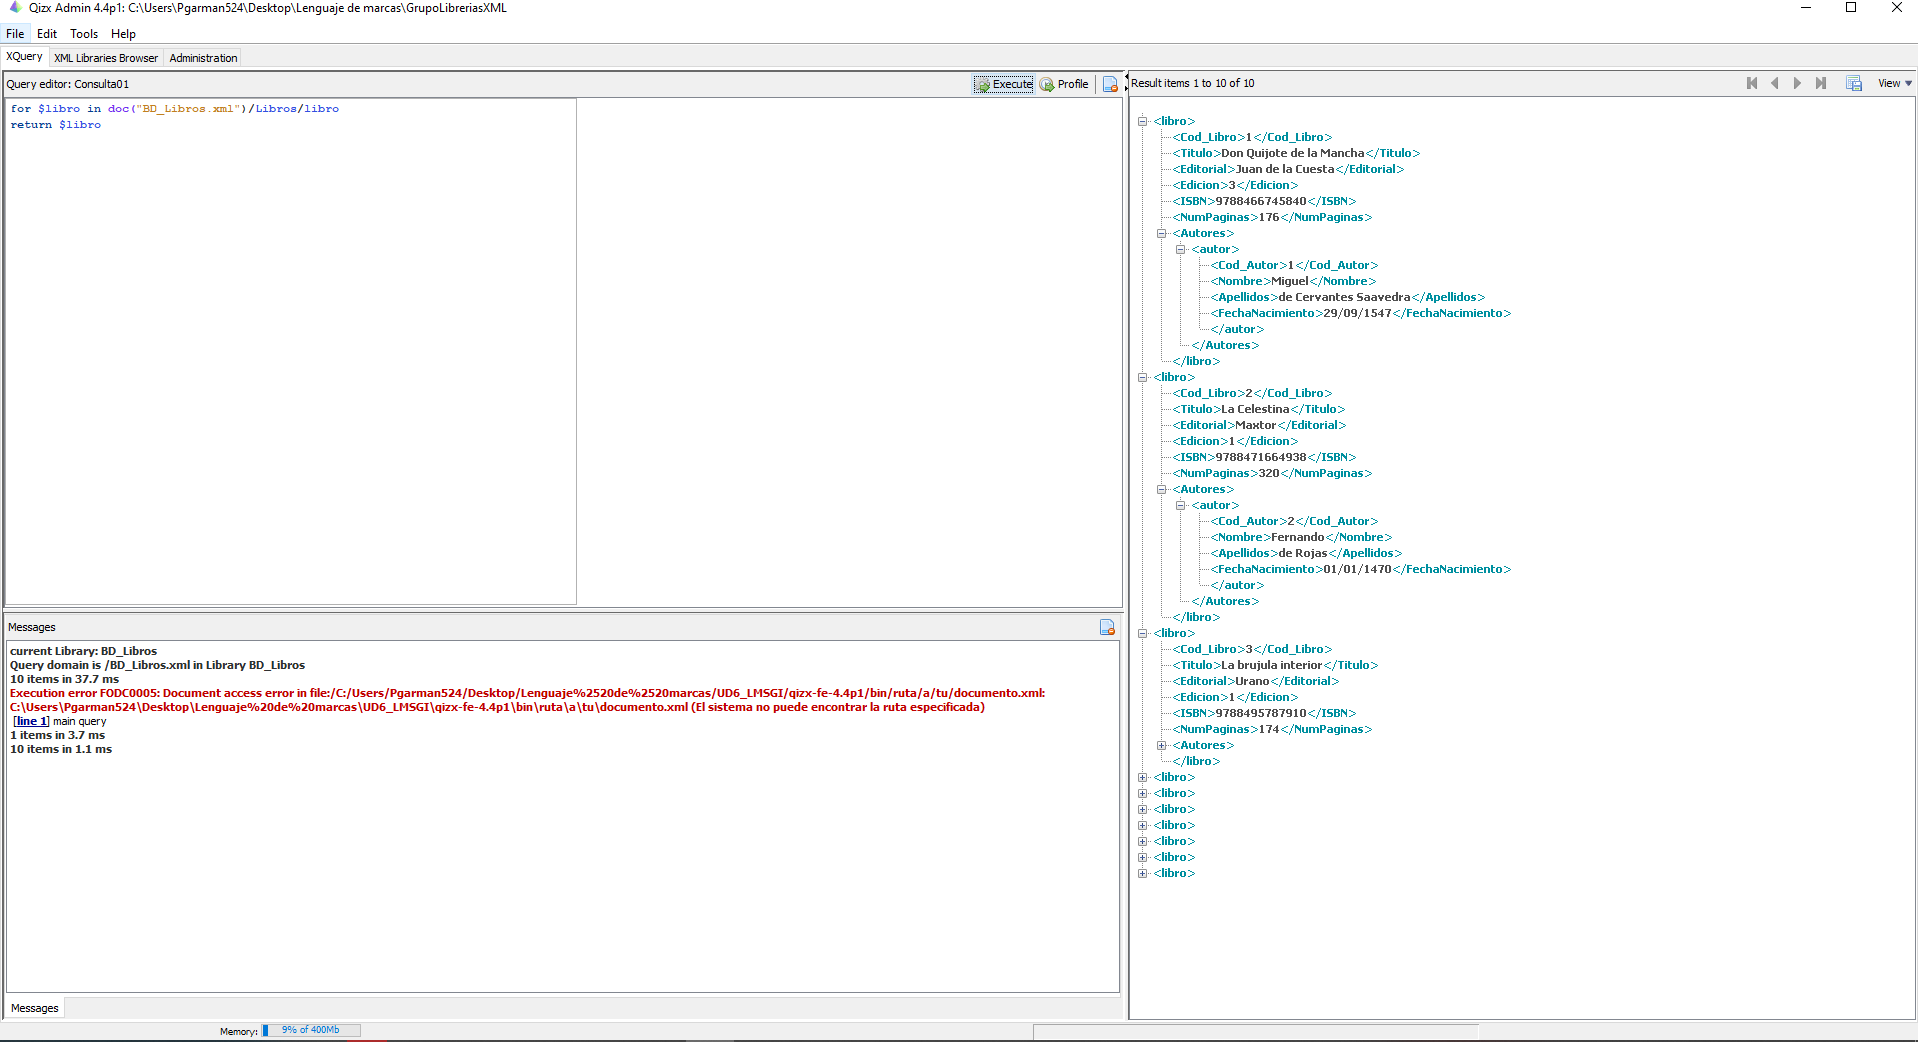 Qizx Admin 4.4p1: C:\Users\Pgarman524\Desktop\Lenguaje de marcas\GrupoLibreriasXML
File Edit Tools Help
XQuery XML Libraries Browser Administration
Query editor: Consulta01 Execute Profile
for $libro in doc("BD_Libros.xml")/Libros/libro
return $libro
Messages
current Library: BD_Libros
Query domain is /BD_Libros.xml in Library BD_Libros
10 items in 37.7 ms
Execution error FODC0005: Document access error in file:/C:/Users/Pgarman524/Desktop/Lenguaje%2520de%2520marcas/UD6_LMSGI/qizx-fe-4.4p1/bin/ruta/a/tu/documento.xml:
C:\Users\Pgarman524\Desktop\Lenguaje%20de%20marcas\UD6_LMSGI\qizx-fe-4.4p1\bin\ruta\a\tu\documento.xml (El sistema no puede encontrar la ruta especificada)
[line 1] main query
1 items in 3.7 ms
10 items in 1.1 ms
Messages
Memory: 9% of 400Mb
Result items 1 to 10 of 10 View
<libro>
<Cod_Libro>1</Cod_Libro>
<Titulo>Don Quijote de la Mancha</Titulo>
<Editorial>Juan de la Cuesta</Editorial>
<Edicion>3</Edicion>
<ISBN>9788466745840</ISBN>
<NumPaginas>176</NumPaginas>
<Autores>
<autor>
<Cod_Autor>1</Cod_Autor>
<Nombre>Miguel</Nombre>
<Apellidos>de Cervantes Saavedra</Apellidos>
<FechaNacimiento>29/09/1547</FechaNacimiento>
</autor>
</Autores>
</libro>
<libro>
<Cod_Libro>2</Cod_Libro>
<Titulo>La Celestina</Titulo>
<Editorial>Maxtor</Editorial>
<Edicion>1</Edicion>
<ISBN>9788471664938</ISBN>
<NumPaginas>320</NumPaginas>
<Autores>
<autor>
<Cod_Autor>2</Cod_Autor>
<Nombre>Fernando</Nombre>
<Apellidos>de Rojas</Apellidos>
<FechaNacimiento>01/01/1470</FechaNacimiento>
</autor>
</Autores>
</libro>
<libro>
<Cod_Libro>3</Cod_Libro>
<Titulo>La brujula interior</Titulo>
<Editorial>Urano</Editorial>
<Edicion>1</Edicion>
<ISBN>9788495787910</ISBN>
<NumPaginas>174</NumPaginas>
<Autores>
</libro>
<libro>
<libro>
<libro>
<libro>
<libro>
<libro>
<libro>